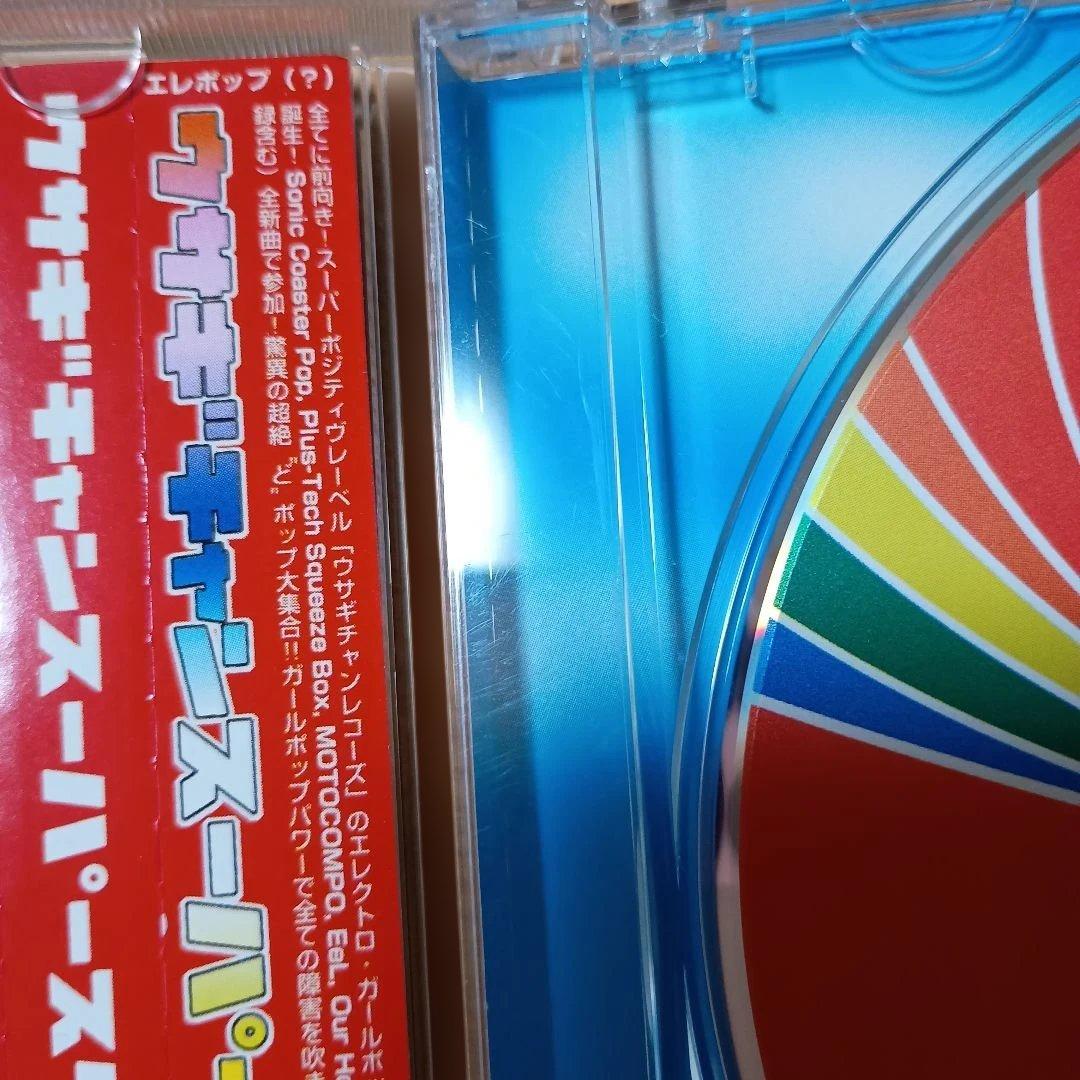 エレポップ（？）
全てに前向き！スーパーポジティヴレーベル「ウサギチャンレコーズ」のエレクトロ・ガールポ
誕生！Sonic Coaster Pop, Plus-Tech Squeeze Box, MOTOCOMPO, EeL, Our Ho
録含む）全新曲で参加！驚異の超絶“ど”ポップ大集合!!ガールポップパワーで全ての障害を吹き
ウサギチャンスーパー
ウサギチャンスーパース